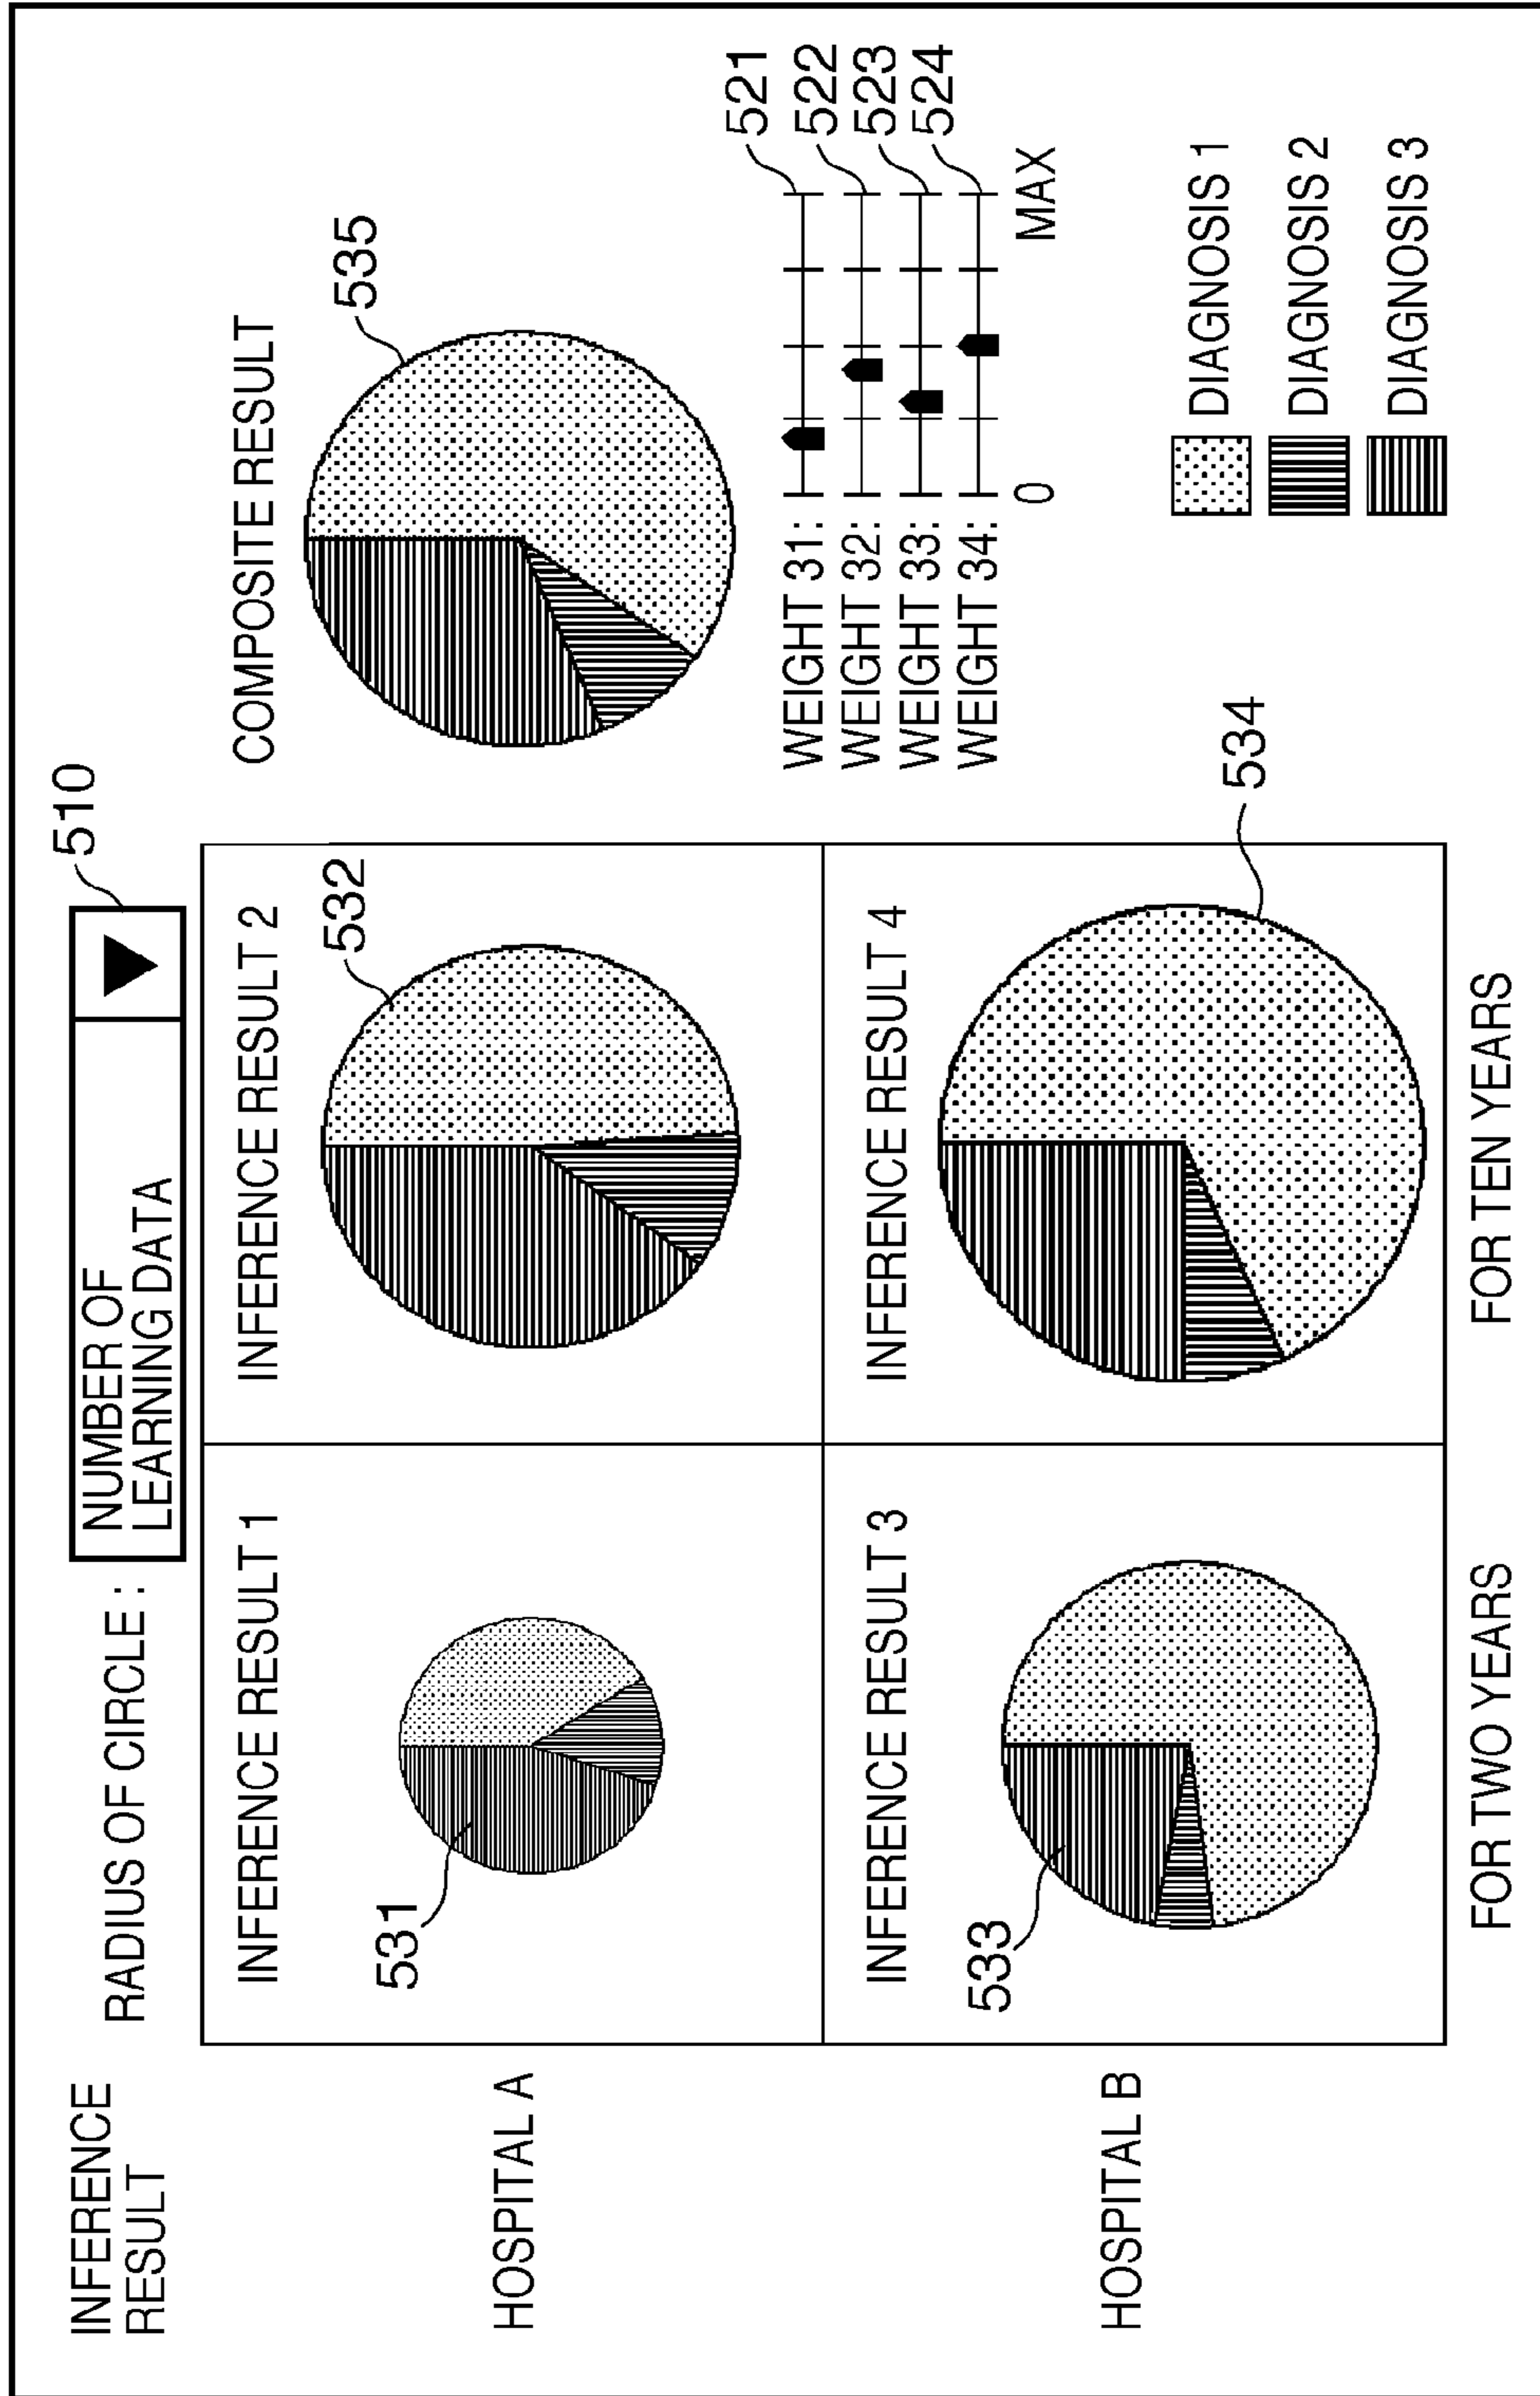 INFERENCE
RESULT
RADIUS OF CIRCLE :
NUMBER OF
LEARNING DATA
510
INFERENCE RESULT 1
531
INFERENCE RESULT 2
532
HOSPITAL A
INFERENCE RESULT 3
533
INFERENCE RESULT 4
534
HOSPITAL B
FOR TWO YEARS
FOR TEN YEARS
COMPOSITE RESULT
535
WEIGHT 31:
521
WEIGHT 32:
522
WEIGHT 33:
523
WEIGHT 34:
524
0
MAX
DIAGNOSIS 1
DIAGNOSIS 2
DIAGNOSIS 3